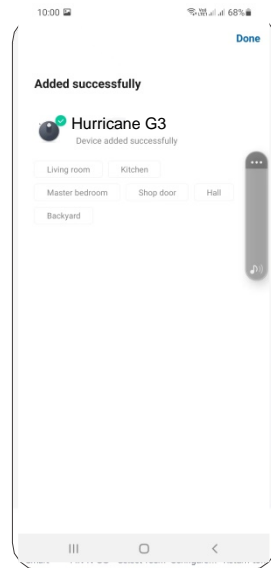 10:00 68%
Done
Added successfully
Hurricane G3
Device added successfully
Living room Kitchen
Master bedroom Shop door Hall
Backyard